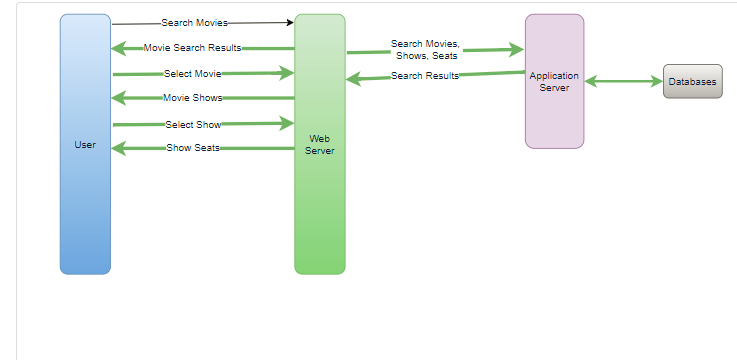 Search Movies
Movie Search Results
Select Movie
Movie Shows
Select Show
Show Seats
User
Web
Server
Search Movies,
Shows, Seats
Search Results
Application
Server
Databases